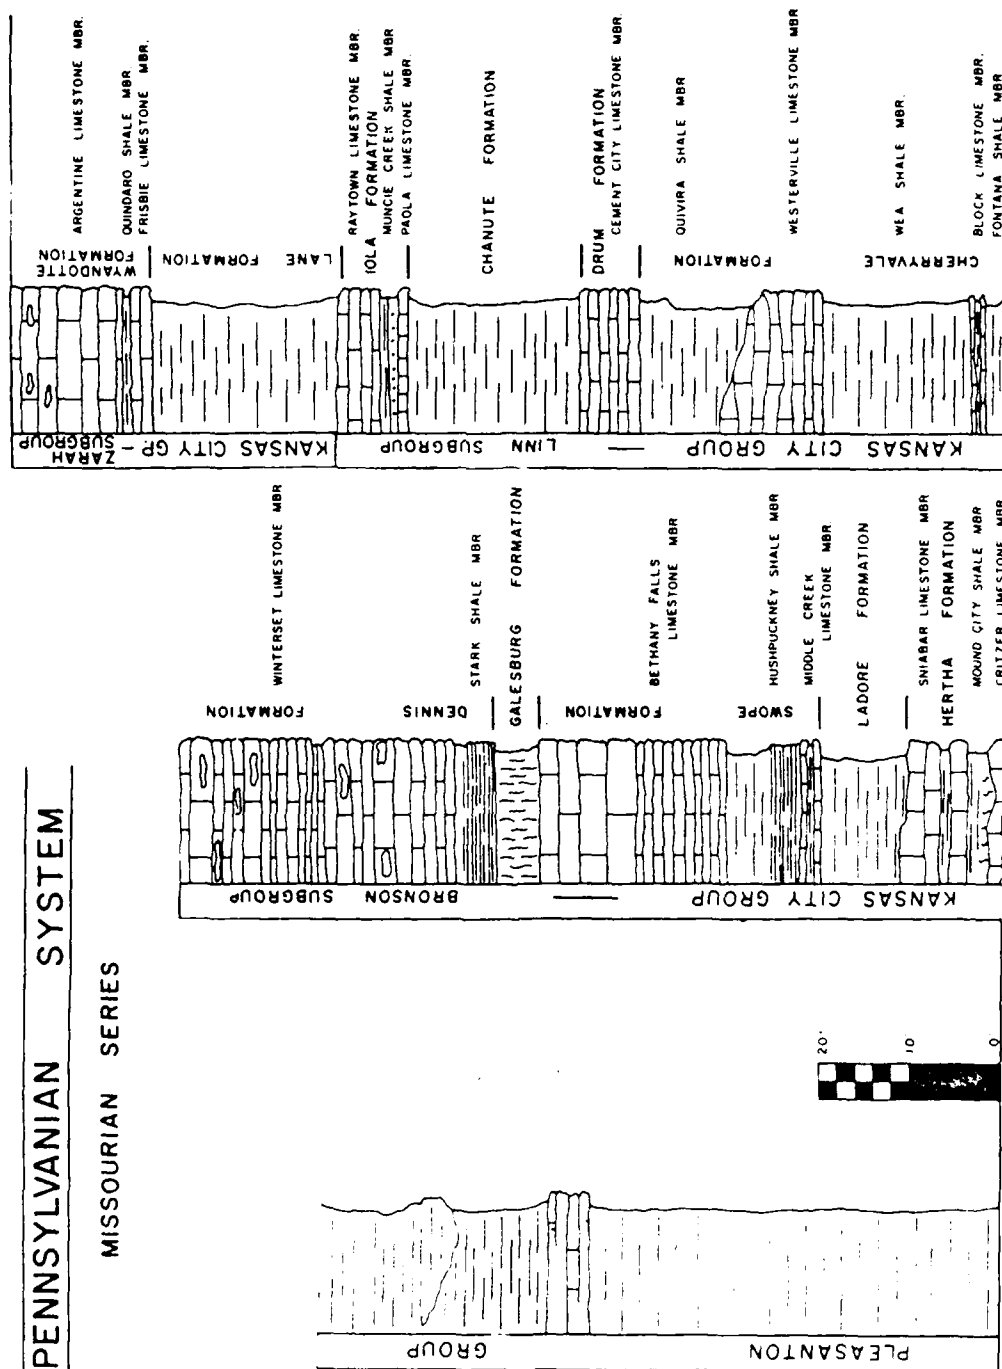 PENNSYLVANIAN SYSTEM
MISSOURIAN SERIES
GROUP
PLEASANTON
20'
10
0
BRONSON SUBGROUP
KANSAS CITY GROUP —
DENNIS FORMATION
WINTERSET LIMESTONE MBR
STARK SHALE MBR
GALESBURG FORMATION
SWOPE FORMATION
BETHANY FALLS
LIMESTONE MBR
HUSHPUCKNEY SHALE MBR
MIDDLE CREEK
LIMESTONE MBR.
LADORE FORMATION
SNIABAR LIMESTONE MBR
HERTHA FORMATION
MOUND CITY SHALE MBR
CRITZER LIMESTONE MBR
ZARAH
SUBGROUP
KANSAS CITY GP.—
LINN SUBGROUP
KANSAS CITY GROUP —
WYANDOTTE
FORMATION
ARGENTINE LIMESTONE MBR.
QUINDARO SHALE MBR.
FRISBIE LIMESTONE MBR.
LANE FORMATION
RAYTOWN LIMESTONE MBR.
IOLA FORMATION
MUNCIE CREEK SHALE MBR
PAOLA LIMESTONE MBR.
CHANUTE FORMATION
DRUM FORMATION
CEMENT CITY LIMESTONE MBR.
CHERRYVALE FORMATION
QUIVIRA SHALE MBR
WESTERVILLE LIMESTONE MBR
WEA SHALE MBR.
BLOCK LIMESTONE MBR.
FONTANA SHALE MBR